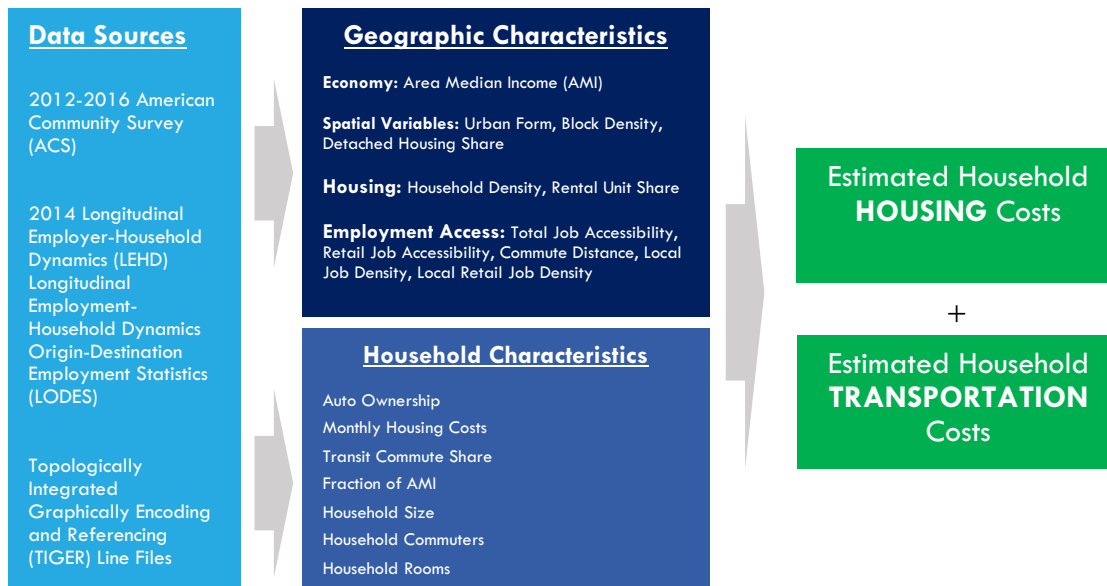 Data Sources
2012-2016 American
Community Survey
(ACS)
2014 Longitudinal
Employer-Household
Dynamics (LEHD)
Longitudinal
Employment-
Household Dynamics
Origin-Destination
Employment Statistics
(LODES)
Topologically
Integrated
Graphically Encoding
and Referencing
(TIGER) Line Files
Geographic Characteristics
Economy: Area Median Income (AMI)
Spatial Variables: Urban Form, Block Density,
Detached Housing Share
Housing: Household Density, Rental Unit Share
Employment Access: Total Job Accessibility,
Retail Job Accessibility, Commute Distance, Local
Job Density, Local Retail Job Density
Household Characteristics
Auto Ownership
Monthly Housing Costs
Transit Commute Share
Fraction of AMI
Household Size
Household Commuters
Household Rooms
Estimated Household
HOUSING Costs
+
Estimated Household
TRANSPORTATION
Costs